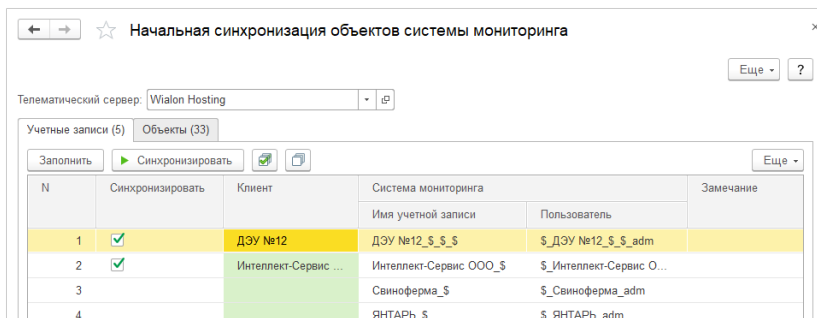 Начальная синхронизация объектов системы мониторинга
Еще ?
Телематический сервер: Wialon Hosting
Учетные записи (5) Объекты (33)
Заполнить Синхронизировать Еще
N Синхронизировать Клиент Система мониторинга Замечание
Имя учетной записи Пользователь
1 ДЭУ №12 ДЭУ №12_$_$_$ $_ДЭУ №12_$_$_adm
2 Интеллект-Сервис ... Интеллект-Сервис ООО_$ $_Интеллект-Сервис О...
3 Свиноферма_$ $_Свиноферма_adm
4 ЯНТАРЬ_$ $_ЯНТАРЬ_adm